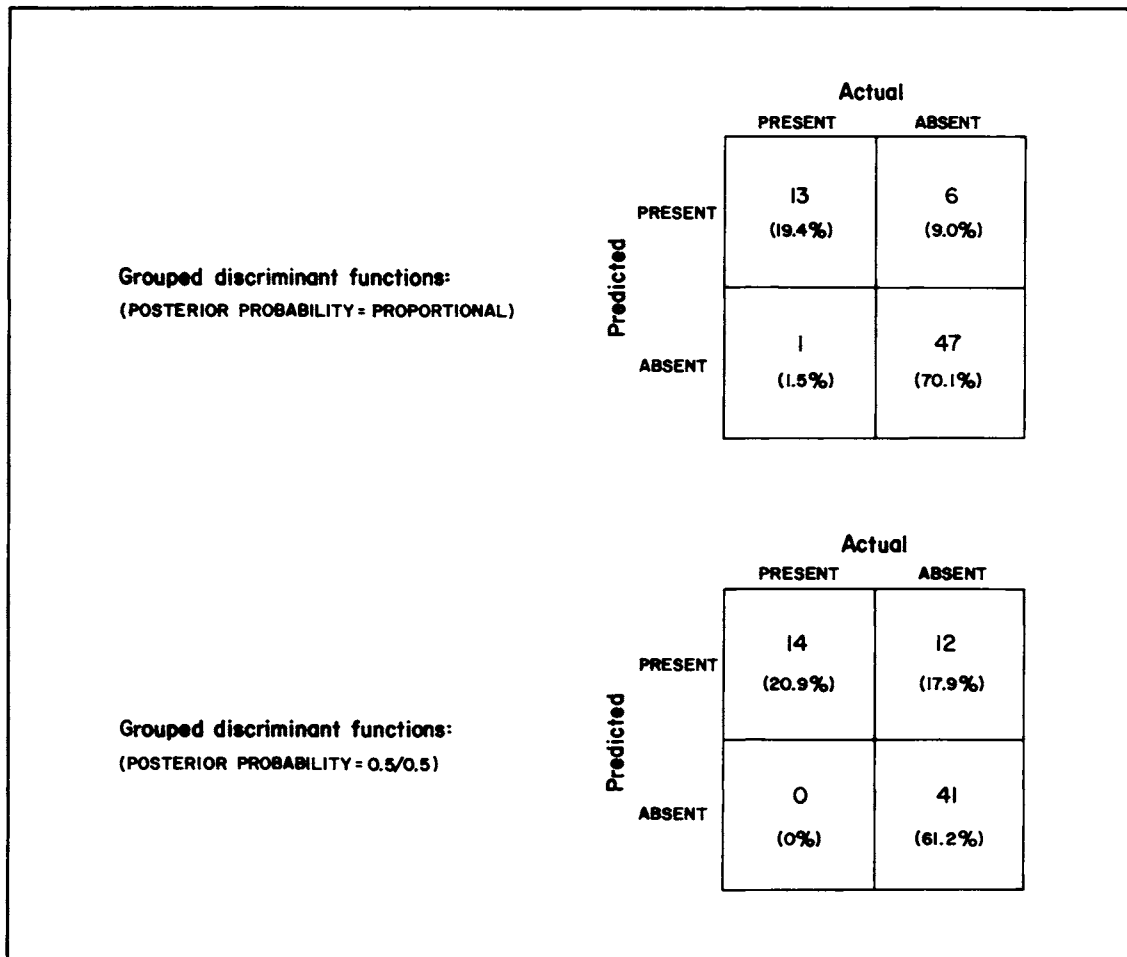 Actual
PRESENT ABSENT
Grouped discriminant functions:
(POSTERIOR PROBABILITY = PROPORTIONAL)
Predicted
PRESENT
13 6
(19.4%) (9.0%)
ABSENT
1 47
(1.5%) (70.1%)
Actual
PRESENT ABSENT
Grouped discriminant functions:
(POSTERIOR PROBABILITY = 0.5/0.5)
Predicted
PRESENT
14 12
(20.9%) (17.9%)
ABSENT
0 41
(0%) (61.2%)